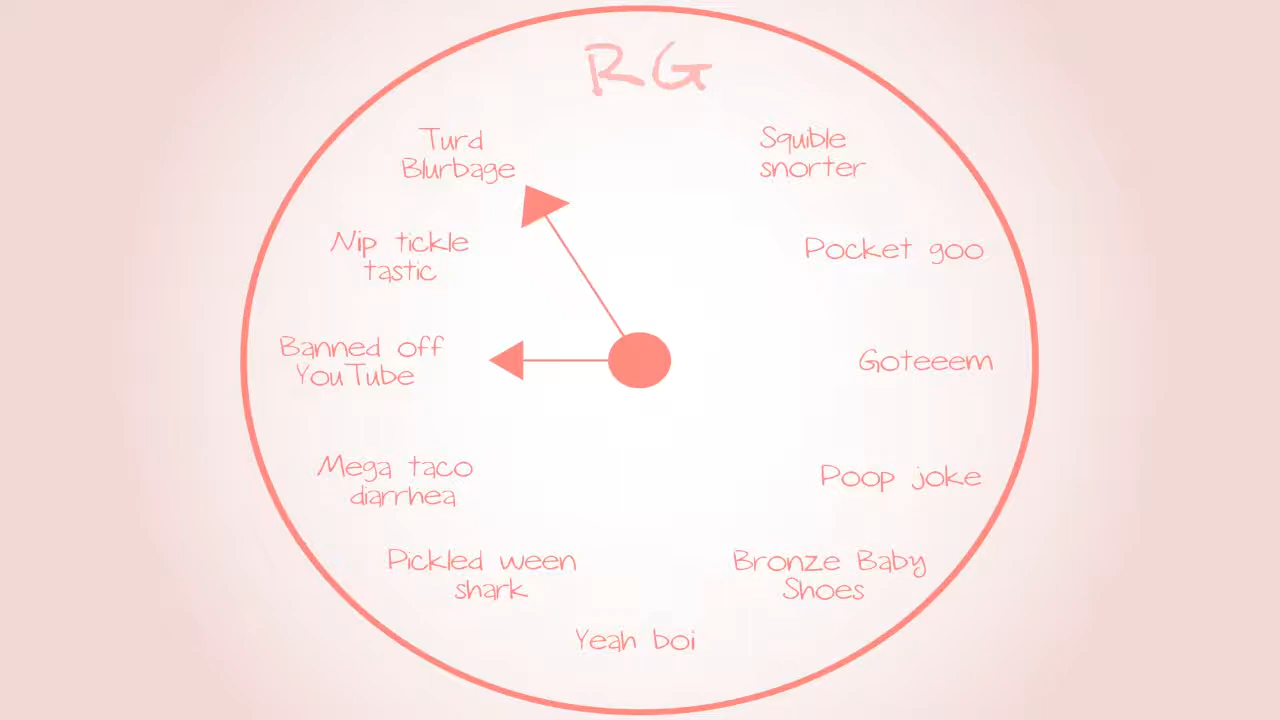 RG
Turd
Blurbage
Squible
snorter
Nip tickle
tastic
Pocket goo
Banned off
YouTube
Goteeem
Mega taco
diarrhea
Poop joke
Pickled ween
shark
Bronze Baby
Shoes
Yeah boi